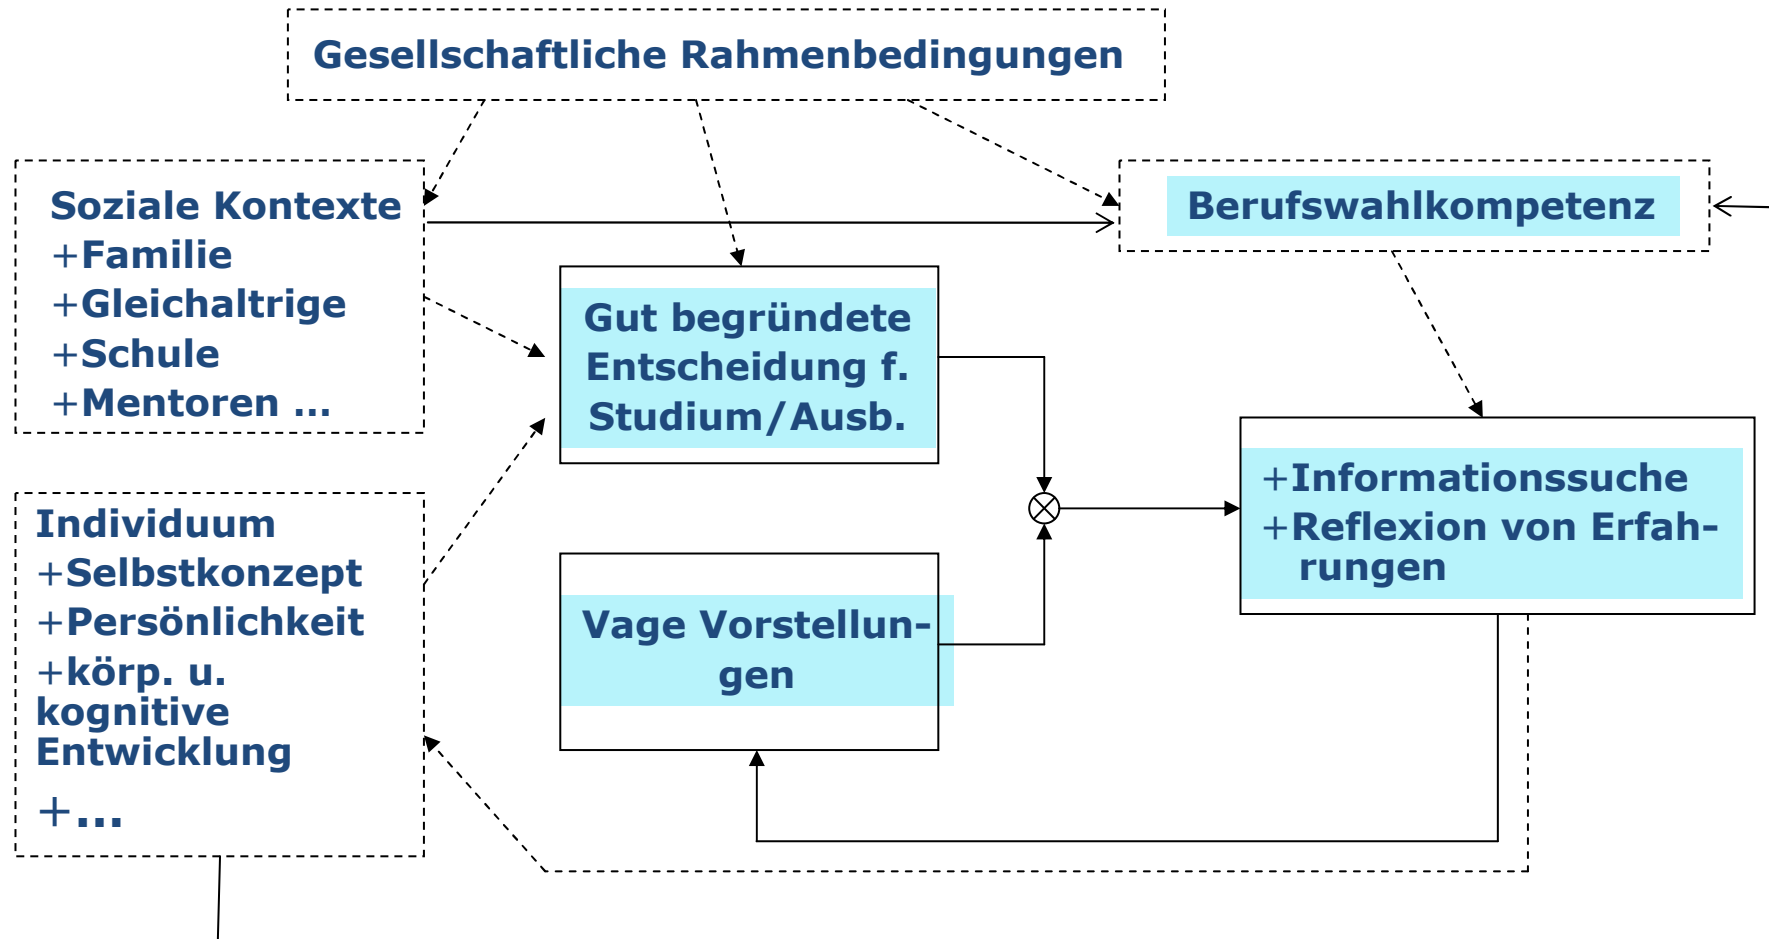 Gesellschaftliche Rahmenbedingungen
Soziale Kontexte
+Familie
+Gleichaltrige
+Schule
+Mentoren ...
Berufswahlkompetenz
Gut begründete
Entscheidung f.
Studium/Ausb.
+Informationssuche
+Reflexion von Erfah-
rungen
Individuum
+Selbstkonzept
+Persönlichkeit
+körp. u.
kognitive
Entwicklung
+...
Vage Vorstellun-
gen